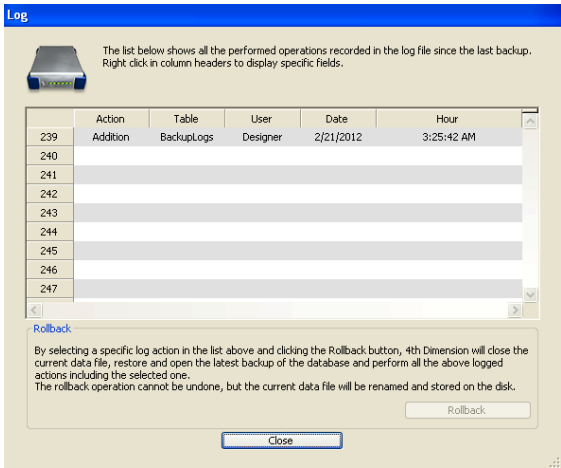 Log
The list below shows all the performed operations recorded in the log file since the last backup.
Right click in column headers to display specific fields.
Action Table User Date Hour
239 Addition BackupLogs Designer 2/21/2012 3:25:42 AM
240
241
242
243
244
245
246
247
Rollback
By selecting a specific log action in the list above and clicking the Rollback button, 4th Dimension will close the
current data file, restore and open the latest backup of the database and perform all the above logged
actions including the selected one.
The rollback operation cannot be undone, but the current data file will be renamed and stored on the disk.
Rollback
Close